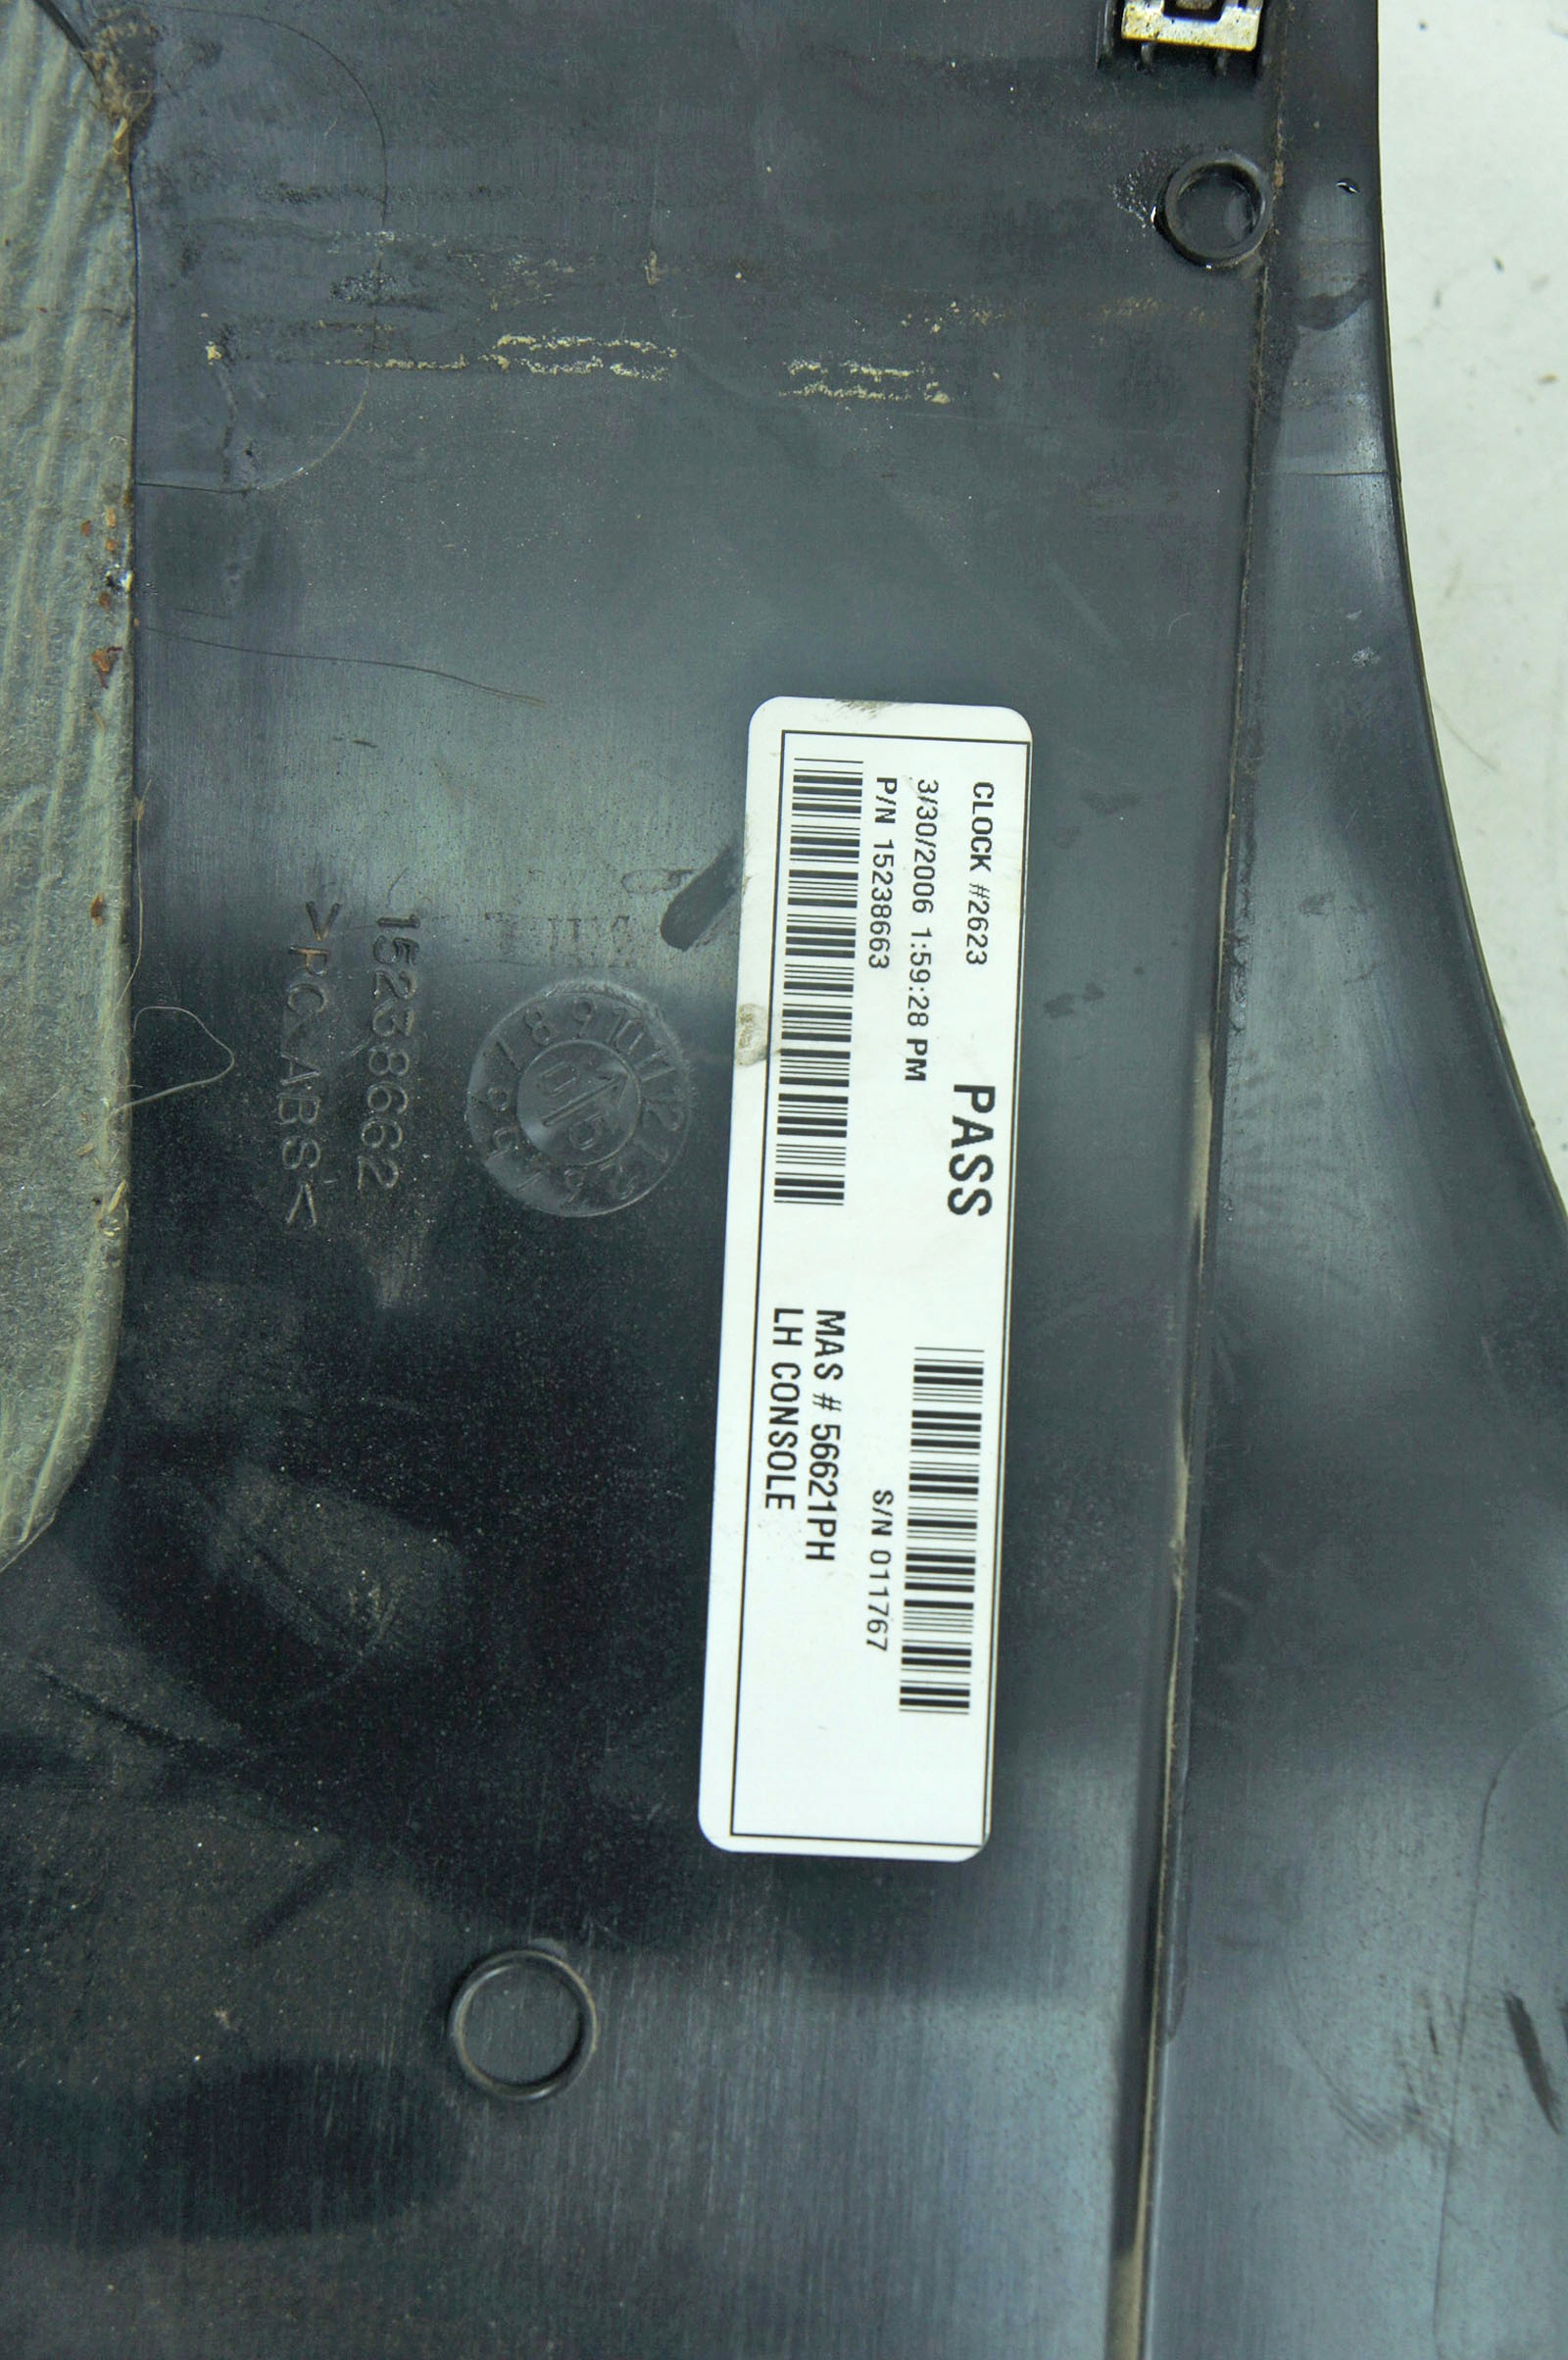 CLOCK #2623 PASS
3/30/2006 1:59:28 PM
P/N 15238663
S/N 011767
MAS # 56621PH
LH CONSOLE
15238662
>PC-ABS<